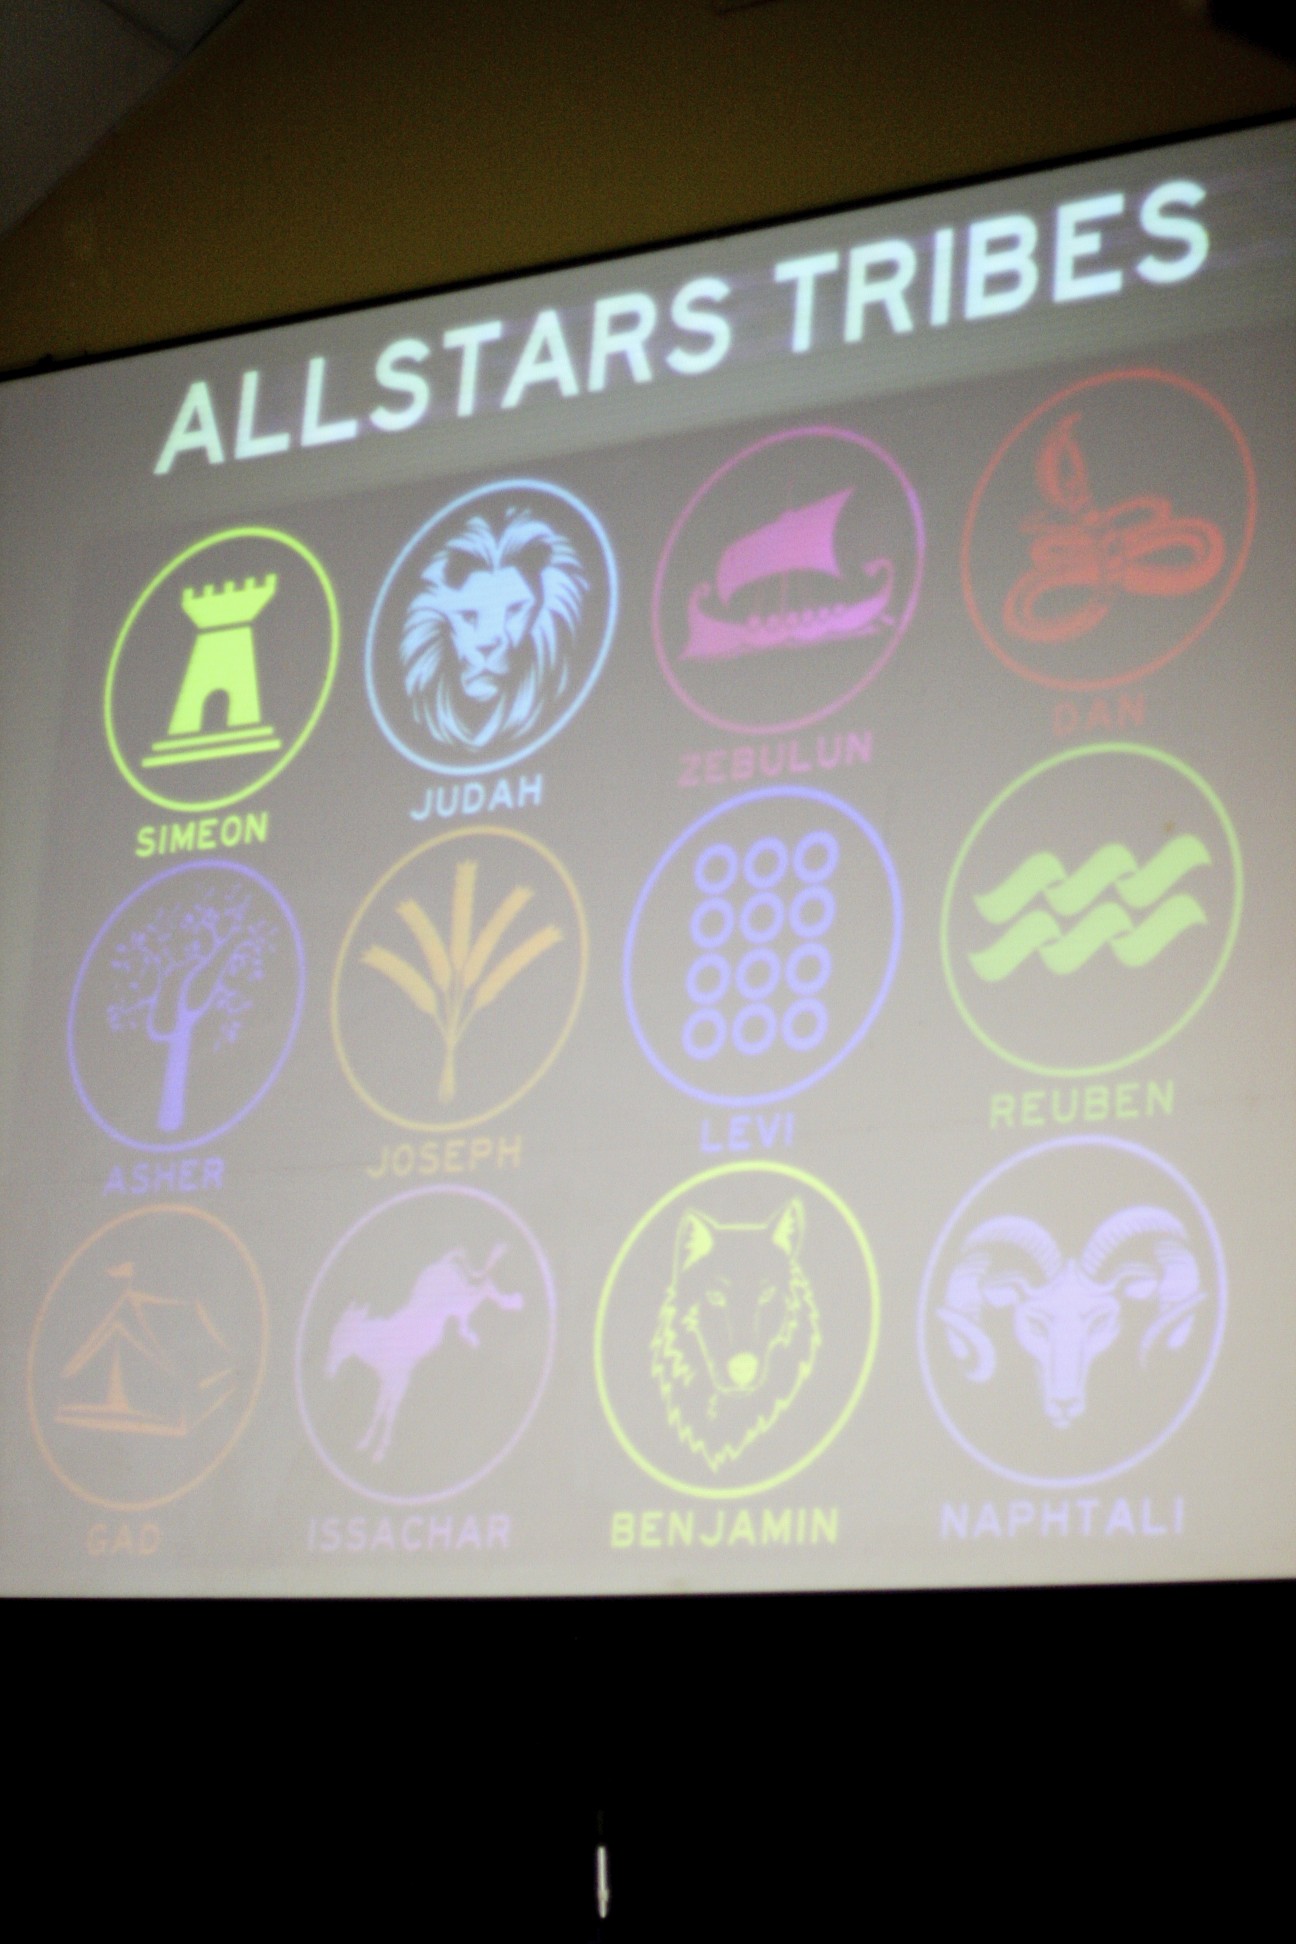 ALLSTARS TRIBES
SIMEON
JUDAH
ZEBULUN
DAN
ASHER
JOSEPH
LEVI
REUBEN
GAD
ISSACHAR
BENJAMIN
NAPHTALI